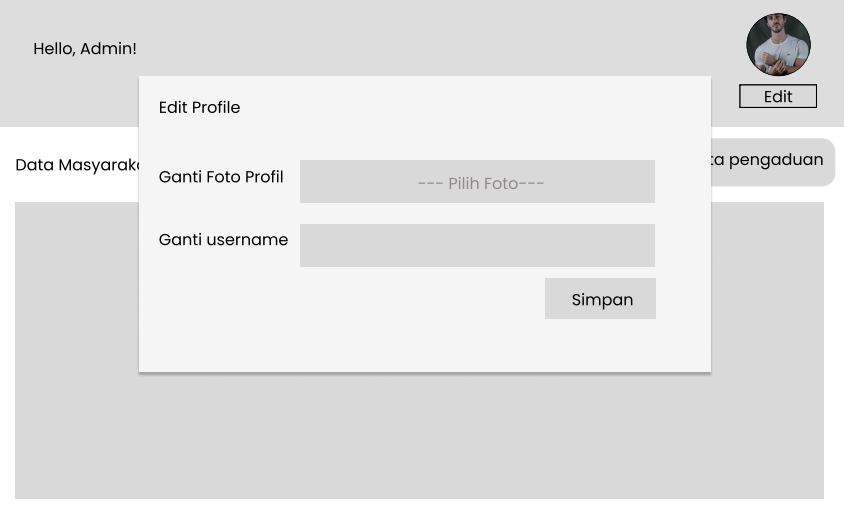 Hello, Admin!
Edit
Edit Profile
Data Masyarak
ta pengaduan
Ganti Foto Profil
--- Pilih Foto---
Ganti username
Simpan